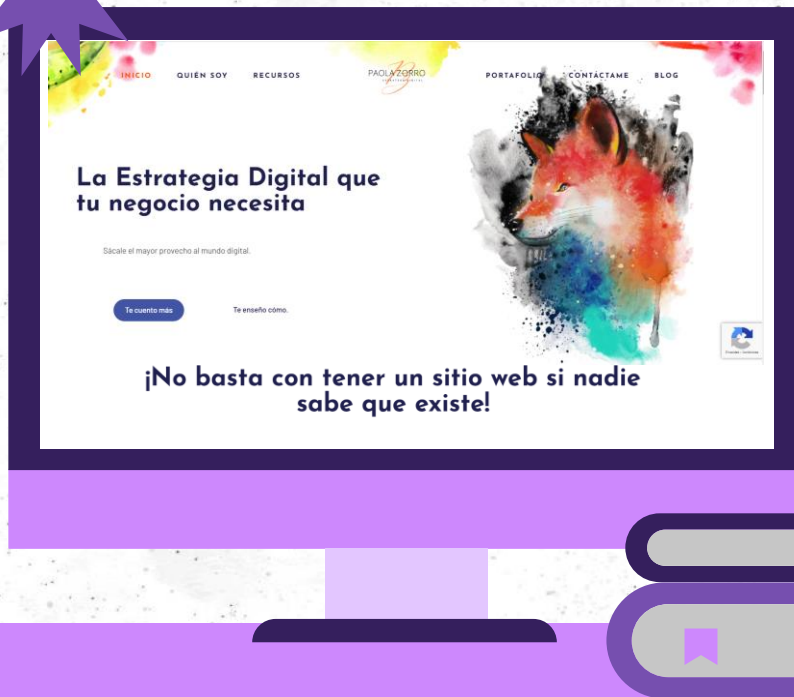 INICIO QUIÉN SOY RECURSOS PAOLA ZORRO PORTAFOLIO CONTÁCTAME BLOG
La Estrategia Digital que
tu negocio necesita
Sácale el mayor provecho al mundo digital.
Te cuento más Te enseño cómo.
¡No basta con tener un sitio web si nadie
sabe que existe!